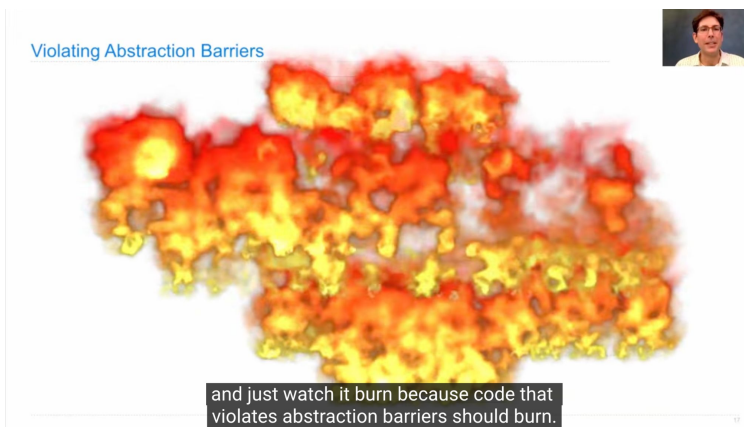 Violating Abstraction Barriers
and just watch it burn because code that
violates abstraction barriers should burn.